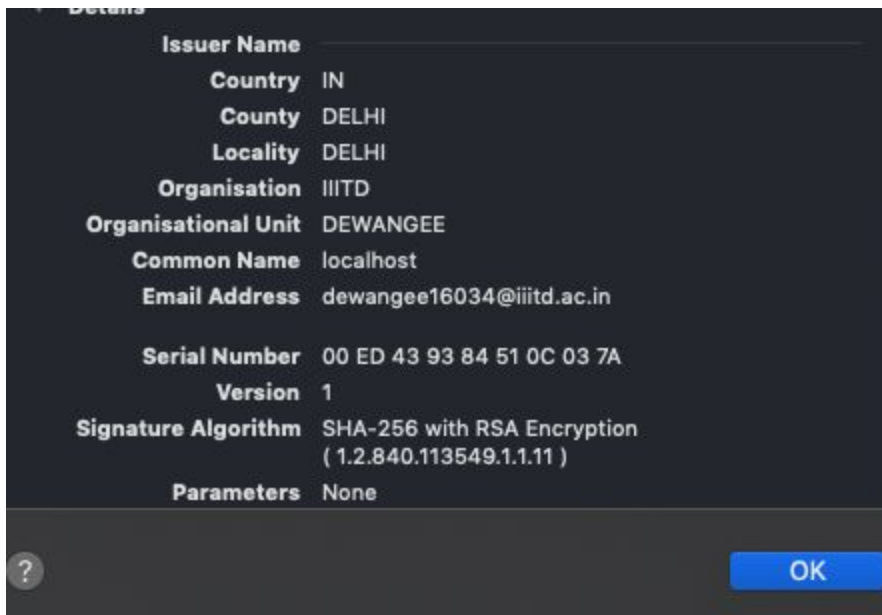 Details
Issuer Name
Country IN
County DELHI
Locality DELHI
Organisation IIITD
Organisational Unit DEWANGEE
Common Name localhost
Email Address dewangee16034@iiitd.ac.in
Serial Number 00 ED 43 93 84 51 0C 03 7A
Version 1
Signature Algorithm SHA-256 with RSA Encryption
( 1.2.840.113549.1.1.11 )
Parameters None
? OK